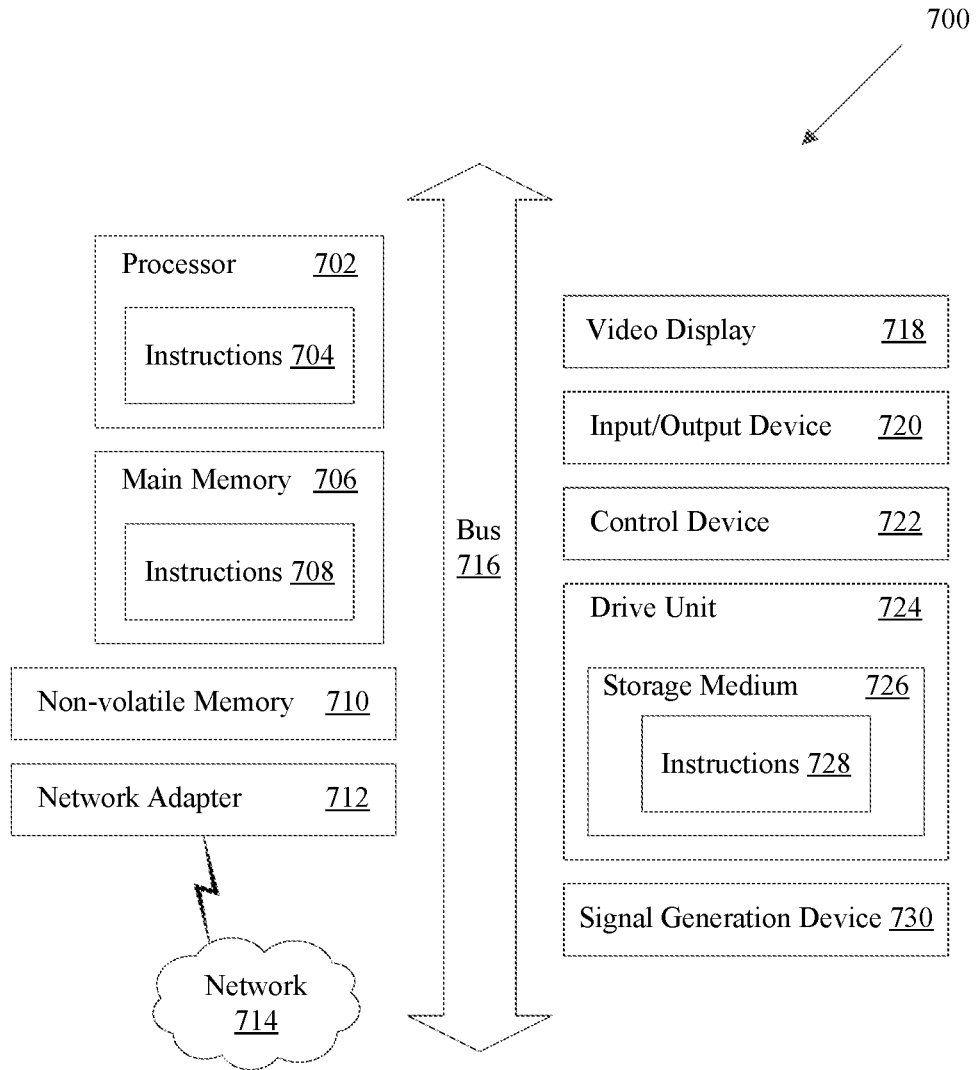 700
Processor 702
Instructions 704
Main Memory 706
Instructions 708
Non-volatile Memory 710
Network Adapter 712
Network
714
Bus
716
Video Display 718
Input/Output Device 720
Control Device 722
Drive Unit 724
Storage Medium 726
Instructions 728
Signal Generation Device 730